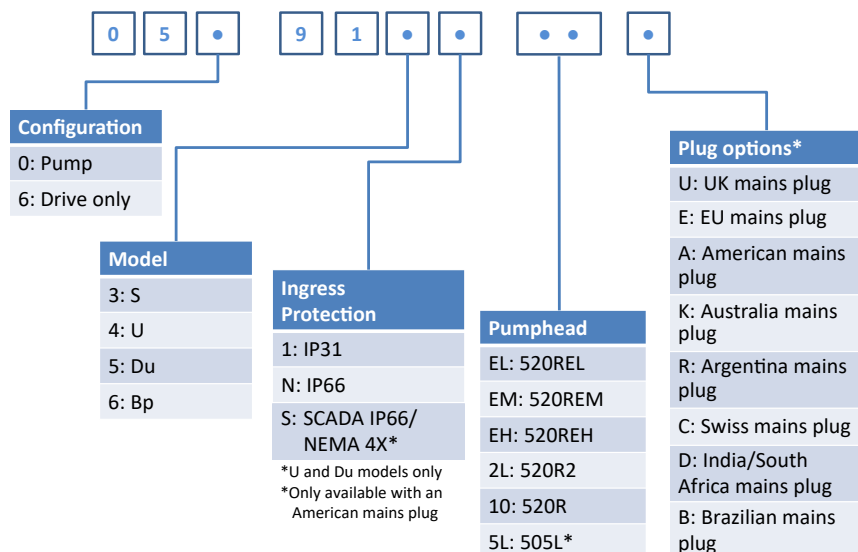 0 5 • 9 1 • • • • •
Configuration
0: Pump
6: Drive only
Model
3: S
4: U
5: Du
6: Bp
Ingress
Protection
1: IP31
N: IP66
S: SCADA IP66/
NEMA 4X*
*U and Du models only
*Only available with an
American mains plug
Pumphead
EL: 520REL
EM: 520REM
EH: 520REH
2L: 520R2
10: 520R
5L: 505L*
Plug options*
U: UK mains plug
E: EU mains plug
A: American mains
plug
K: Australia mains
plug
R: Argentina mains
plug
C: Swiss mains plug
D: India/South
Africa mains plug
B: Brazilian mains
plug